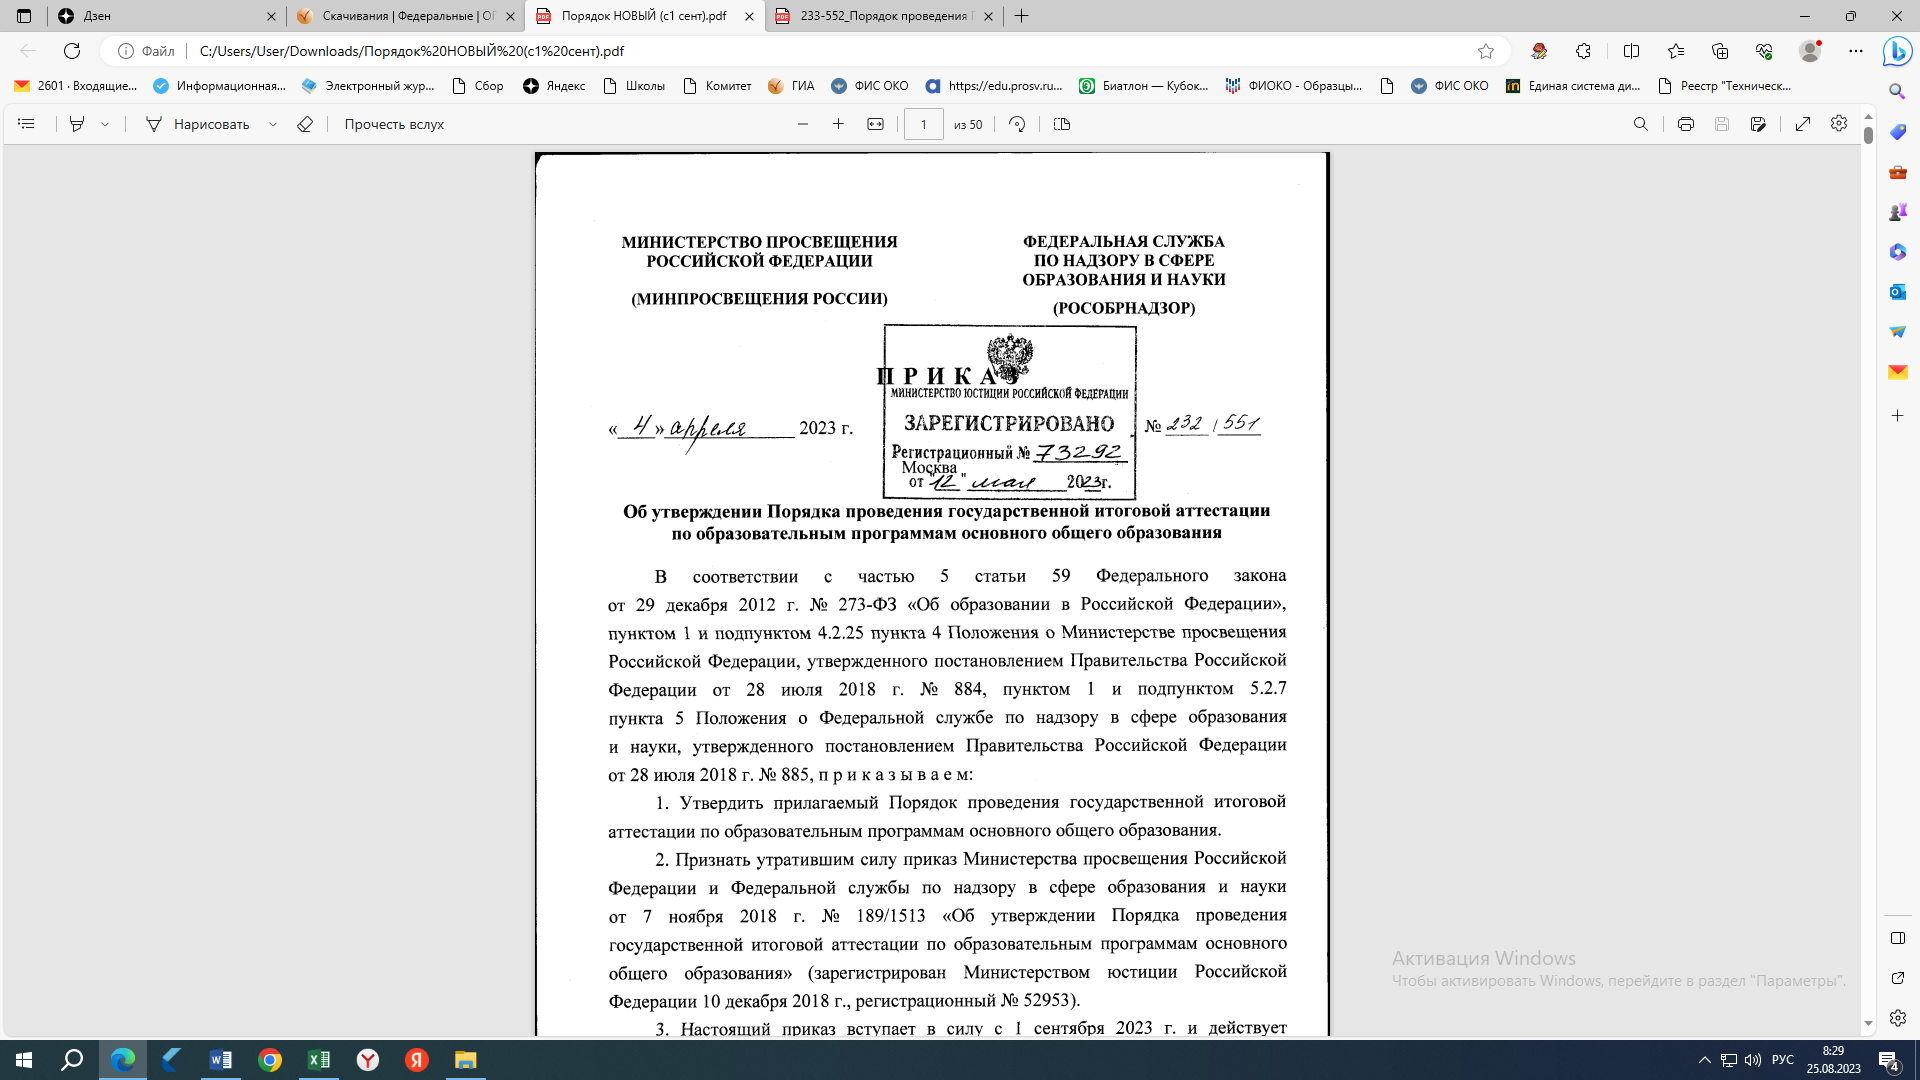 Дзен
Скачивания | Федеральные | ОГ
Порядок НОВЫЙ (с1 сент).pdf
233-552_Порядок проведения
Файл
C:/Users/User/Downloads/Порядок%20НОВЫЙ%20(с1%20сент).pdf
2601 · Входящие...
Информационная...
Электронный жур...
Сбор
Яндекс
Школы
Комитет
ГИА
ФИС ОКО
https://edu.prosv.ru...
Биатлон — Кубок...
ФИОКО - Образцы...
ФИС ОКО
Единая система ди...
Реестр "Техническ...
Нарисовать
Прочесть вслух
1
из 50
МИНИСТЕРСТВО ПРОСВЕЩЕНИЯ
РОССИЙСКОЙ ФЕДЕРАЦИИ
(МИНПРОСВЕЩЕНИЯ РОССИИ)
ФЕДЕРАЛЬНАЯ СЛУЖБА
ПО НАДЗОРУ В СФЕРЕ
ОБРАЗОВАНИЯ И НАУКИ
(РОСОБРНАДЗОР)
П Р И К А З
МИНИСТЕРСТВО ЮСТИЦИИ РОССИЙСКОЙ ФЕДЕРАЦИИ
ЗАРЕГИСТРИРОВАНО
Регистрационный № 73292
Москва
от "12" мая 2023г.
«4» апреля 2023 г.
№ 232 / 551
Об утверждении Порядка проведения государственной итоговой аттестации
по образовательным программам основного общего образования
В соответствии с частью 5 статьи 59 Федерального закона
от 29 декабря 2012 г. № 273-ФЗ «Об образовании в Российской Федерации»,
пунктом 1 и подпунктом 4.2.25 пункта 4 Положения о Министерстве просвещения
Российской Федерации, утвержденного постановлением Правительства Российской
Федерации от 28 июля 2018 г. № 884, пунктом 1 и подпунктом 5.2.7
пункта 5 Положения о Федеральной службе по надзору в сфере образования
и науки, утвержденного постановлением Правительства Российской Федерации
от 28 июля 2018 г. № 885, п р и к а з ы в а е м:
1. Утвердить прилагаемый Порядок проведения государственной итоговой
аттестации по образовательным программам основного общего образования.
2. Признать утратившим силу приказ Министерства просвещения Российской
Федерации и Федеральной службы по надзору в сфере образования и науки
от 7 ноября 2018 г. № 189/1513 «Об утверждении Порядка проведения
государственной итоговой аттестации по образовательным программам основного
общего образования» (зарегистрирован Министерством юстиции Российской
Федерации 10 декабря 2018 г., регистрационный № 52953).
3. Настоящий приказ вступает в силу с 1 сентября 2023 г. и действует
Активация Windows
Чтобы активировать Windows, перейдите в раздел "Параметры".
РУС
8:29
25.08.2023
4